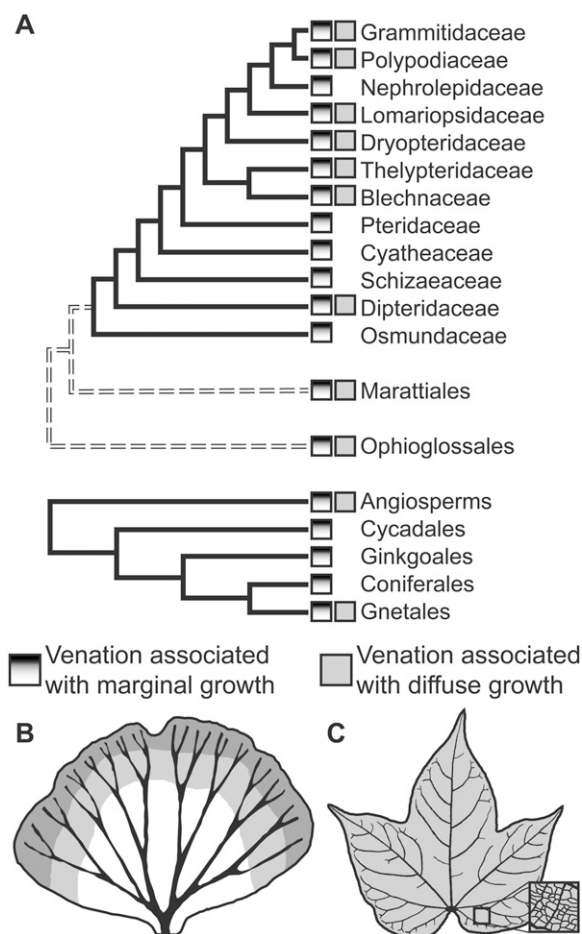 A
Grammitidaceae
Polypodiaceae
Nephrolepidaceae
Lomariopsidaceae
Dryopteridaceae
Thelypteridaceae
Blechnaceae
Pteridaceae
Cyatheaceae
Schizaeaceae
Dipteridaceae
Osmundaceae
Marattiales
Ophioglossales
Angiosperms
Cycadales
Ginkgoales
Coniferales
Gnetales
Venation associated
with marginal growth
Venation associated
with diffuse growth
B
C